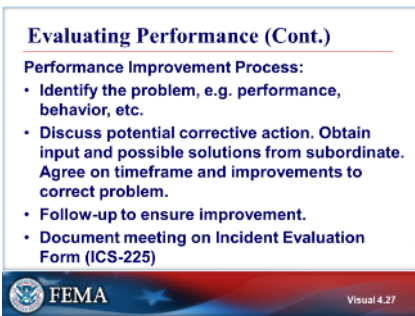 Evaluating Performance (Cont.)
Performance Improvement Process:
• Identify the problem, e.g. performance,
behavior, etc.
• Discuss potential corrective action. Obtain
input and possible solutions from subordinate.
Agree on timeframe and improvements to
correct problem.
• Follow-up to ensure improvement.
• Document meeting on Incident Evaluation
Form (ICS-225)
FEMA
Visual 4.27